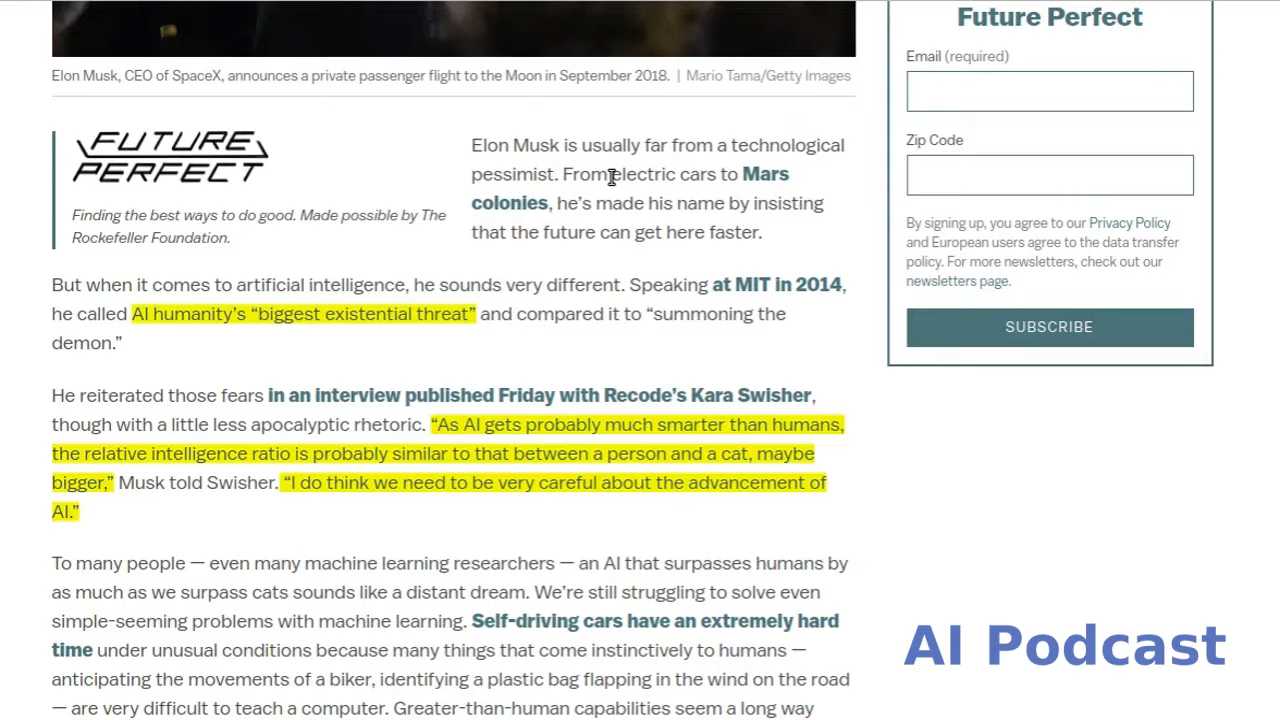 Elon Musk, CEO of SpaceX, announces a private passenger flight to the Moon in September 2018. | Mario Tama/Getty Images
FUTURE
PERFECT
Finding the best ways to do good. Made possible by The
Rockefeller Foundation.
Elon Musk is usually far from a technological
pessimist. From electric cars to Mars
colonies, he’s made his name by insisting
that the future can get here faster.
But when it comes to artificial intelligence, he sounds very different. Speaking at MIT in 2014,
he called AI humanity’s “biggest existential threat” and compared it to “summoning the
demon.”
He reiterated those fears in an interview published Friday with Recode’s Kara Swisher,
though with a little less apocalyptic rhetoric. “As AI gets probably much smarter than humans,
the relative intelligence ratio is probably similar to that between a person and a cat, maybe
bigger,” Musk told Swisher. “I do think we need to be very careful about the advancement of
AI.”
To many people — even many machine learning researchers — an AI that surpasses humans by
as much as we surpass cats sounds like a distant dream. We’re still struggling to solve even
simple-seeming problems with machine learning. Self-driving cars have an extremely hard
time under unusual conditions because many things that come instinctively to humans —
anticipating the movements of a biker, identifying a plastic bag flapping in the wind on the road
— are very difficult to teach a computer. Greater-than-human capabilities seem a long way
Future Perfect
Email (required)
Zip Code
By signing up, you agree to our Privacy Policy
and European users agree to the data transfer
policy. For more newsletters, check out our
newsletters page.
SUBSCRIBE
AI Podcast